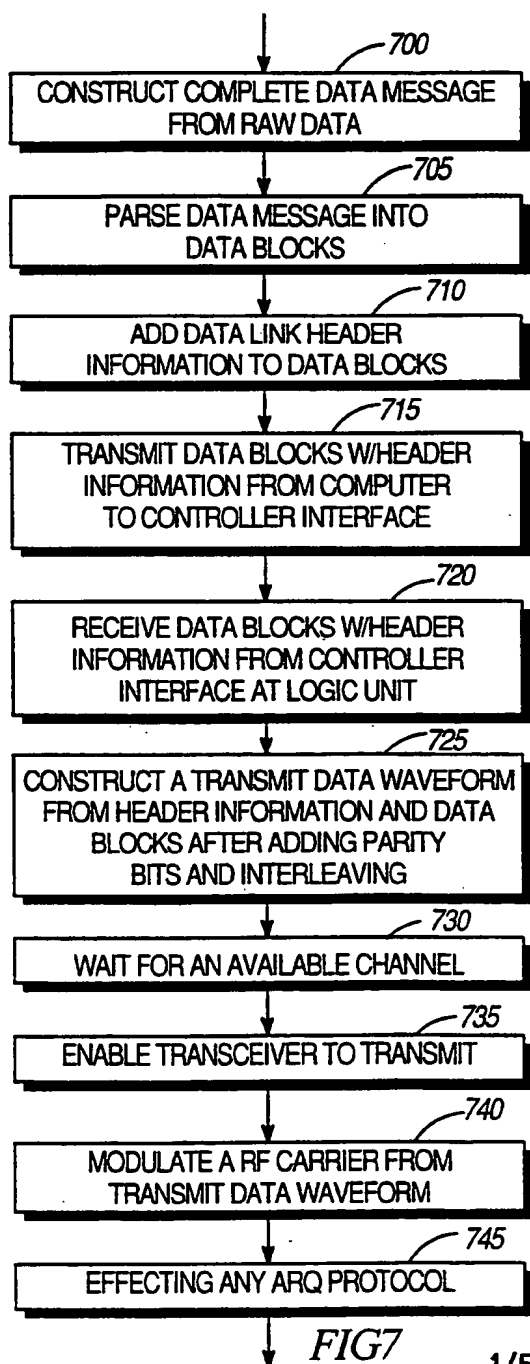 700
CONSTRUCT COMPLETE DATA MESSAGE
FROM RAW DATA
705
PARSE DATA MESSAGE INTO
DATA BLOCKS
710
ADD DATA LINK HEADER
INFORMATION TO DATA BLOCKS
715
TRANSMIT DATA BLOCKS W/HEADER
INFORMATION FROM COMPUTER
TO CONTROLLER INTERFACE
720
RECEIVE DATA BLOCKS W/HEADER
INFORMATION FROM CONTROLLER
INTERFACE AT LOGIC UNIT
725
CONSTRUCT A TRANSMIT DATA WAVEFORM
FROM HEADER INFORMATION AND DATA
BLOCKS AFTER ADDING PARITY
BITS AND INTERLEAVING
730
WAIT FOR AN AVAILABLE CHANNEL
735
ENABLE TRANSCEIVER TO TRANSMIT
740
MODULATE A RF CARRIER FROM
TRANSMIT DATA WAVEFORM
745
EFFECTING ANY ARQ PROTOCOL
FIG7